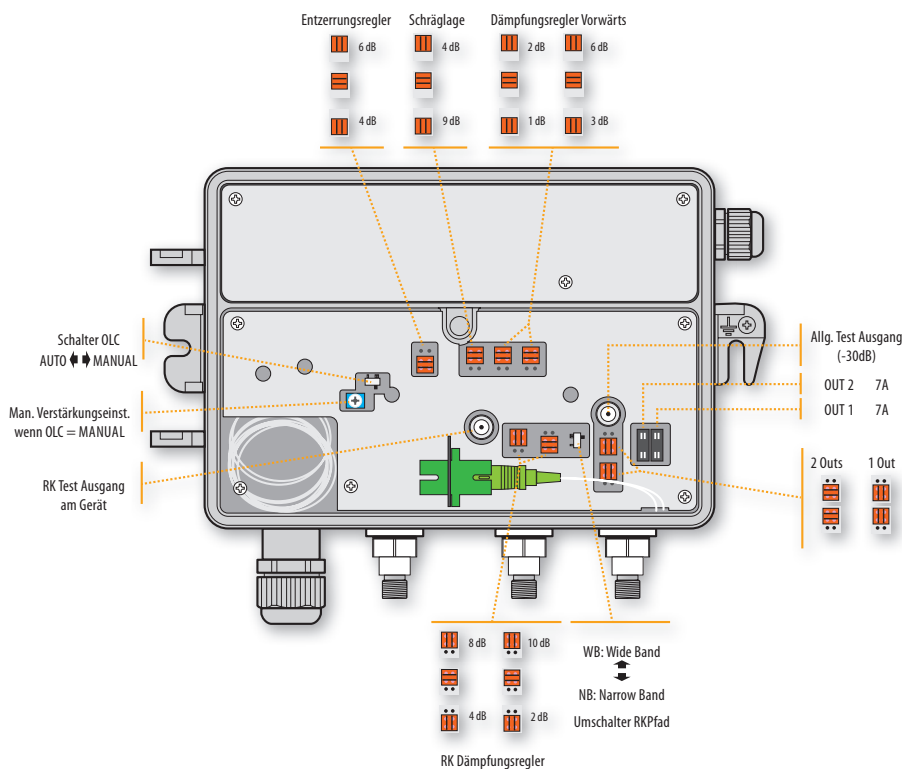 Entzerrungsregler Schräglage Dämpfungsregler Vorwärts
6 dB 4 dB 2 dB 6 dB
4 dB 9 dB 1 dB 3 dB
Schalter OLC
AUTO MANUAL
Man. Verstärkungseinst.
wenn OLC = MANUAL
RK Test Ausgang
am Gerät
Allg. Test Ausgang
(-30dB)
OUT 2 7A
OUT 1 7A
2 Outs 1 Out
8 dB 10 dB
4 dB 2 dB
RK Dämpfungsregler
WB: Wide Band
NB: Narrow Band
Umschalter RKPfad